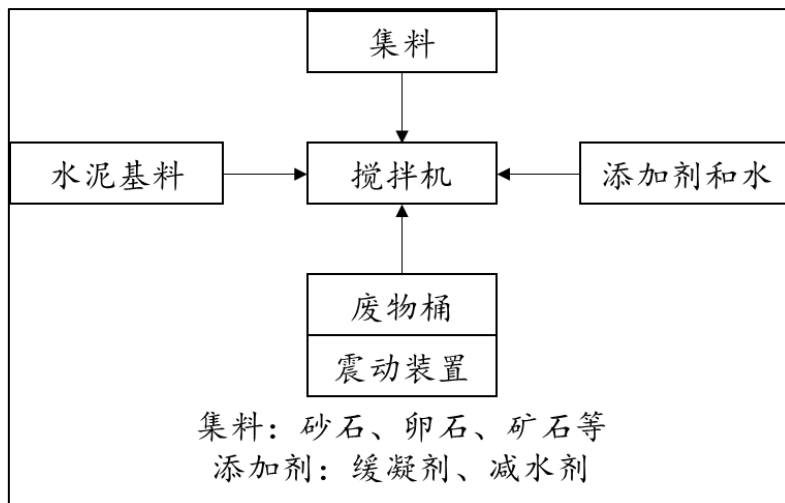 集料
水泥基料
搅拌机
添加剂和水
废物桶
震动装置
集料：砂石、卵石、矿石等
添加剂：缓凝剂、减水剂